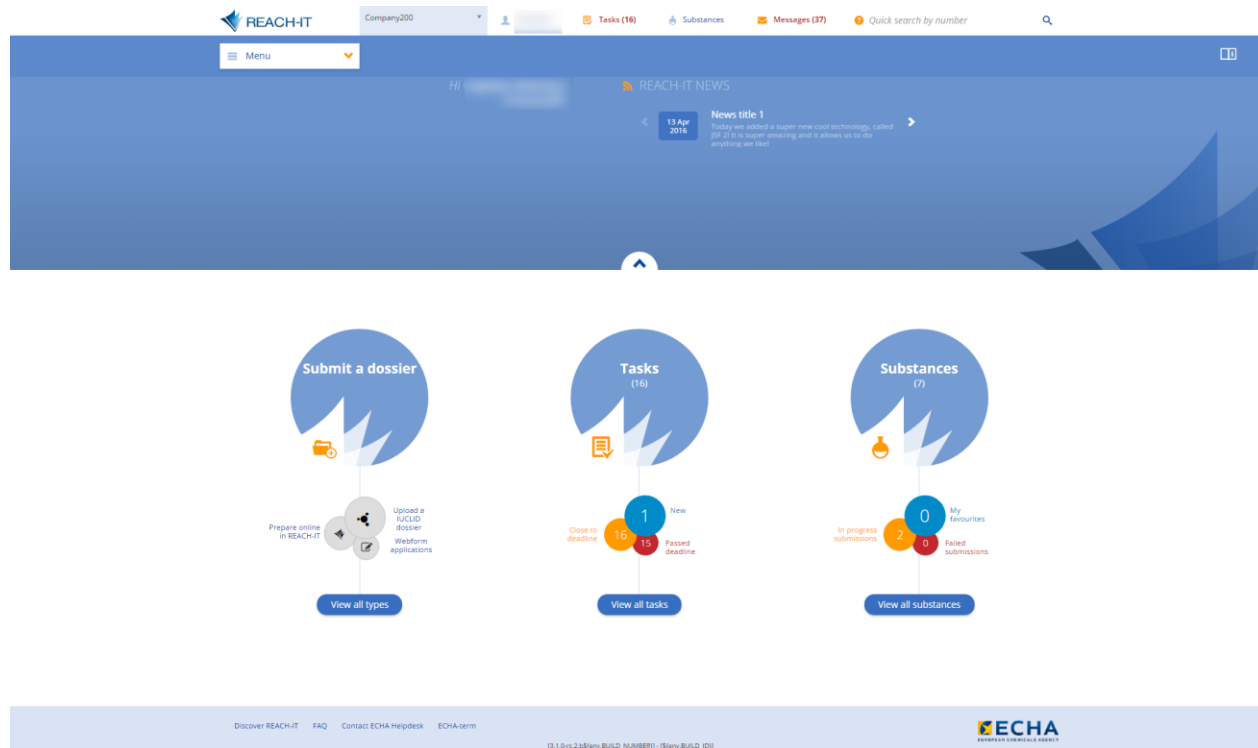 REACH-IT
Company200
Tasks (16)
Substances
Messages (37)
Quick search by number
Menu
Hi
REACH-IT NEWS
13 Apr
2016
News title 1
Today we added a super new cool technology, called
JSF 2! It is super amazing and it allows us to do
anything we like!
Submit a dossier
Prepare online
in REACH-IT
Upload a
IUCLID
dossier
Webform
applications
View all types
Tasks
(16)
1
New
Close to
deadline
16
15
Passed
deadline
View all tasks
Substances
(7)
0
My
favourites
In progress
submissions
2
0
Failed
submissions
View all substances
Discover REACH-IT
FAQ
Contact ECHA Helpdesk
ECHA-term
ECHA
EUROPEAN CHEMICALS AGENCY